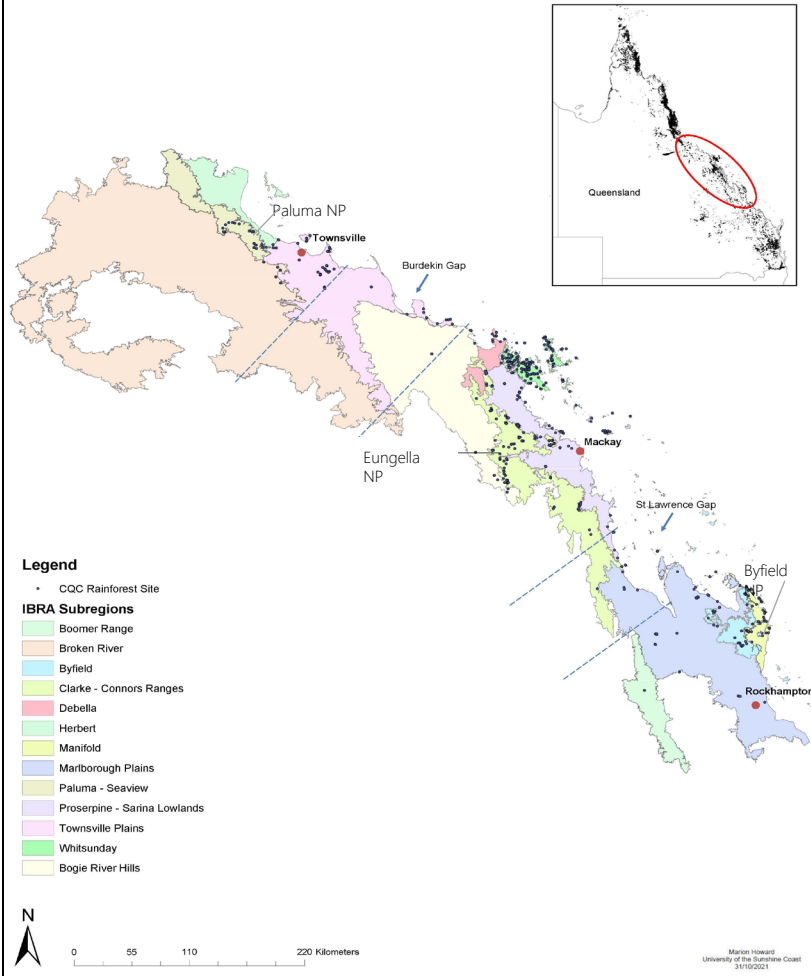 Queensland
Paluma NP
Townsville
Burdekin Gap
Mackay
Eungella
NP
St Lawrence Gap
Byfield
NP
Rockhampton
Legend
CQC Rainforest Site
IBRA Subregions
Boomer Range
Broken River
Byfield
Clarke - Connors Ranges
Debella
Herbert
Manifold
Marlborough Plains
Paluma - Seaview
Proserpine - Sarina Lowlands
Townsville Plains
Whitsunday
Bogie River Hills
N
0 55 110 220 Kilometers
Marion Howard
University of the Sunshine Coast
31/10/2021